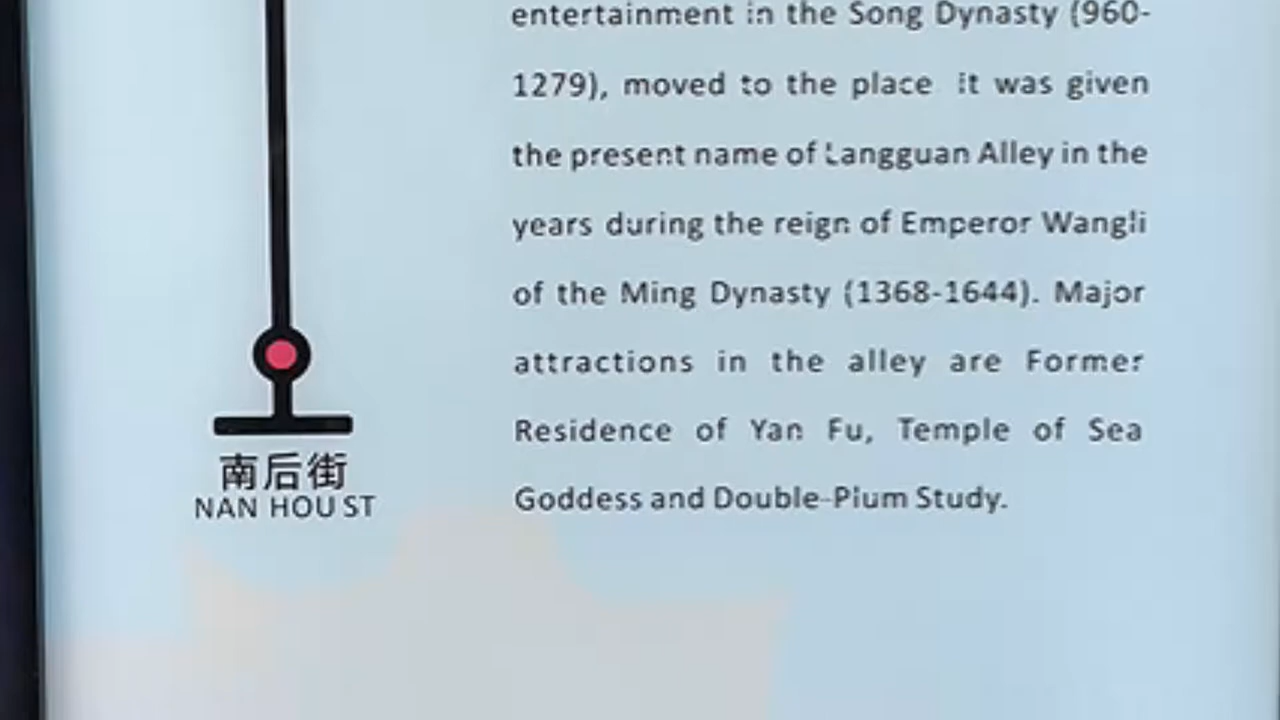 entertainment in the Song Dynasty (960-
1279), moved to the place it was given
the present name of Langguan Alley in the
years during the reign of Emperor Wangli
of the Ming Dynasty (1368-1644). Major
attractions in the alley are Former
Residence of Yan Fu, Temple of Sea
Goddess and Double-Plum Study.
南后街
NAN HOU ST